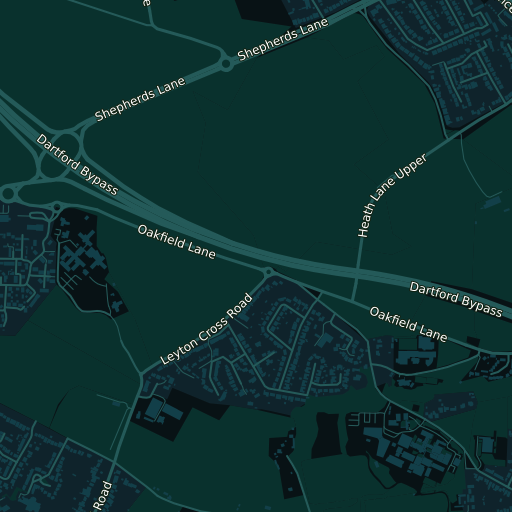 Shepherds Lane
Shepherds Lane
Dartford Bypass
Heath Lane Upper
Oakfield Lane
Dartford Bypass
Leyton Cross Road
Oakfield Lane
Road